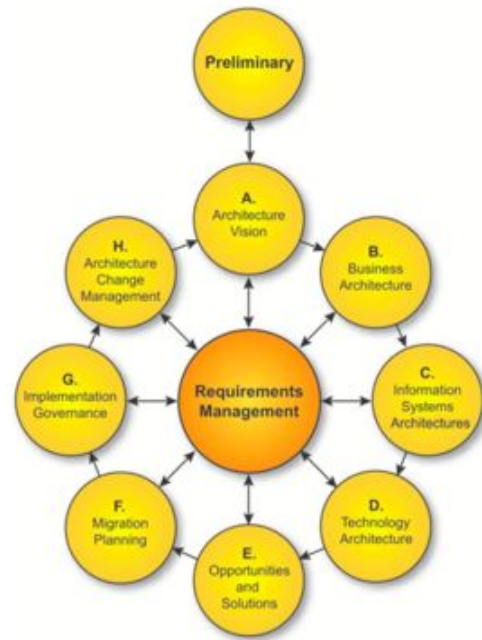 Preliminary
A.
Architecture
Vision
B.
Business
Architecture
C.
Information
Systems
Architectures
D.
Technology
Architecture
E.
Opportunities
and
Solutions
F.
Migration
Planning
G.
Implementation
Governance
H.
Architecture
Change
Management
Requirements
Management